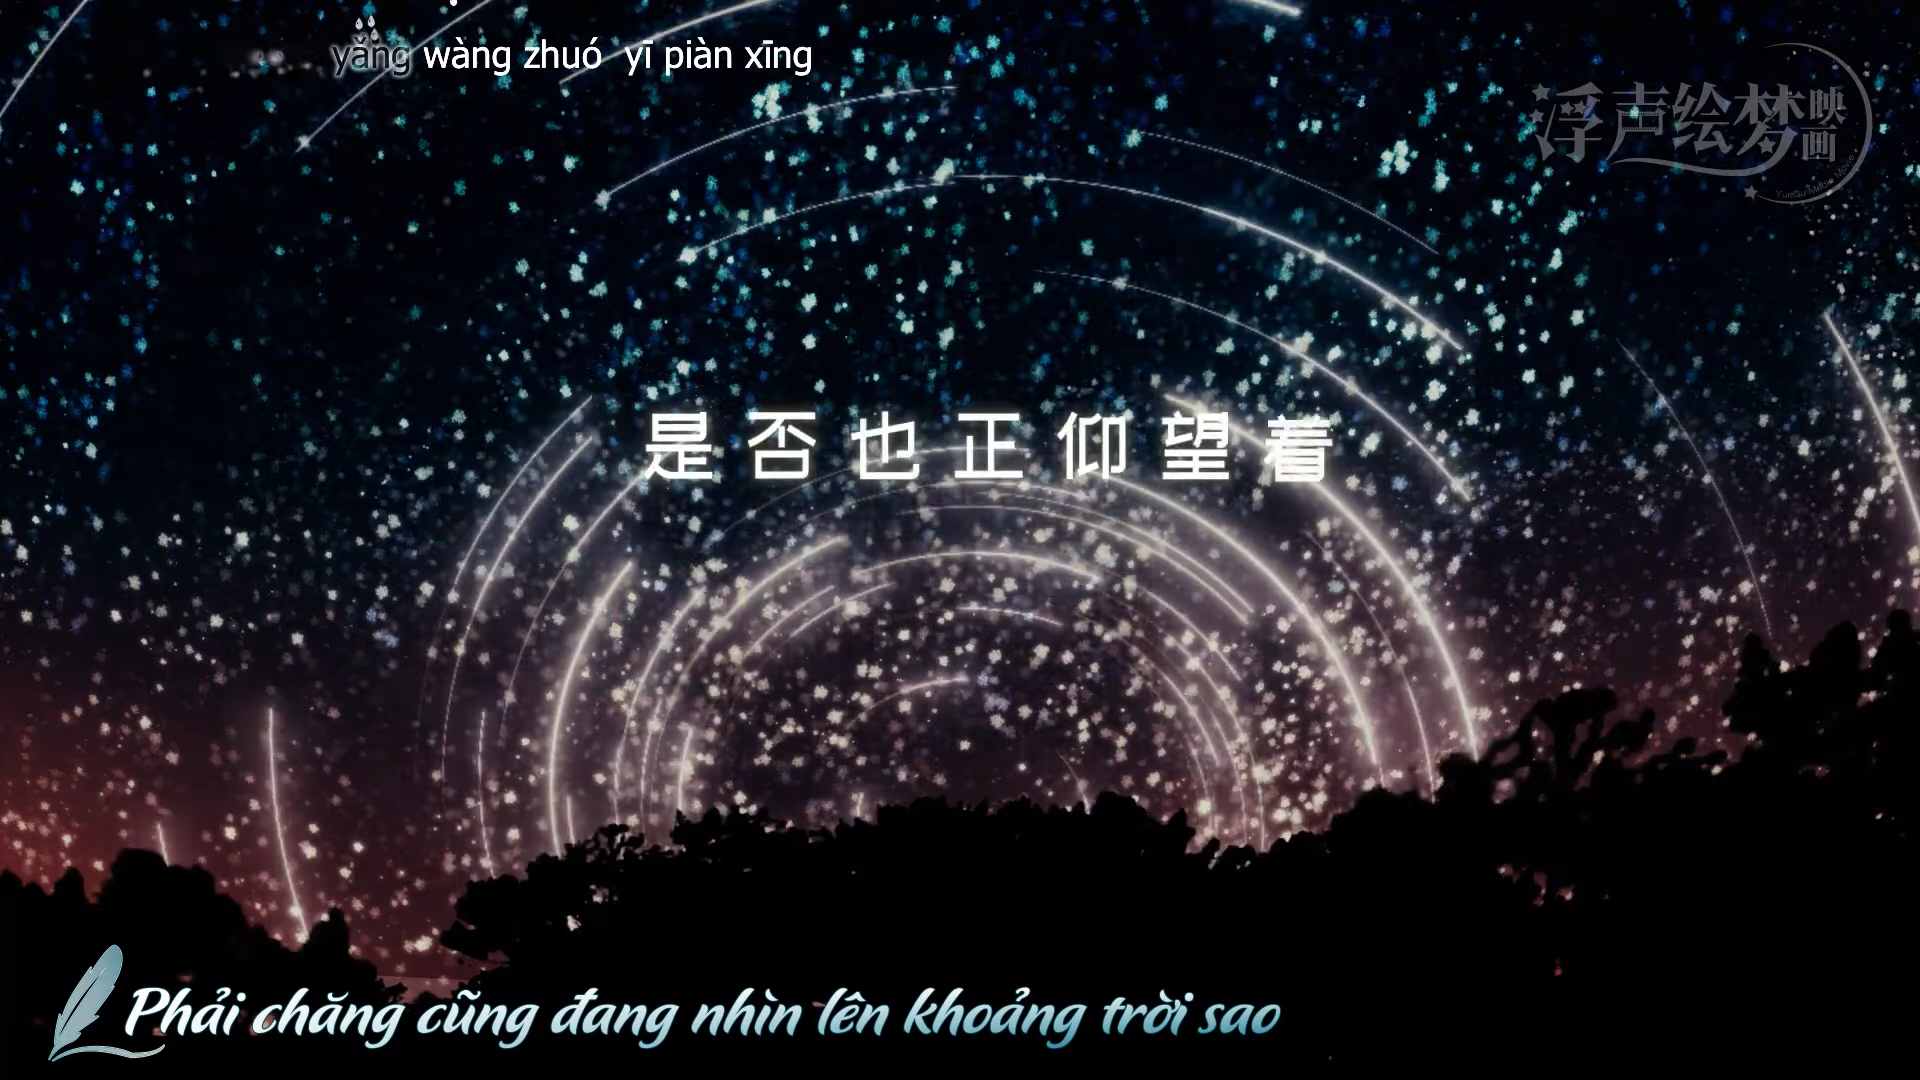 yǎng wàng zhuó yī piàn xīng
浮声绘梦映画
是否也正仰望着
Phải chăng cũng đang nhìn lên khoảng trời sao